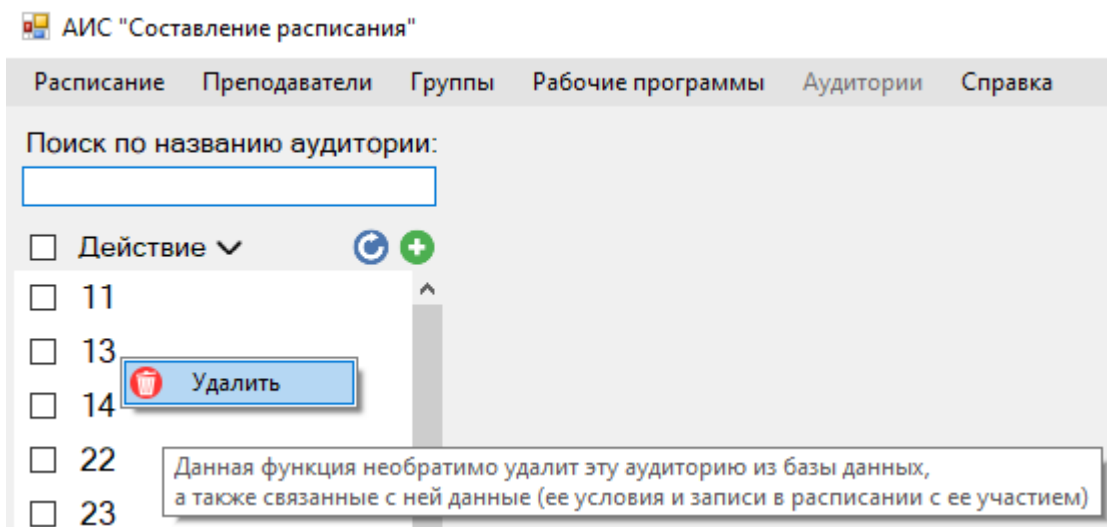 АИС "Составление расписания"
Расписание Преподаватели Группы Рабочие программы Аудитории Справка
Поиск по названию аудитории:
Действие
11
13
Удалить
14
22
Данная функция необратимо удалит эту аудиторию из базы данных,
а также связанные с ней данные (ее условия и записи в расписании с ее участием)
23